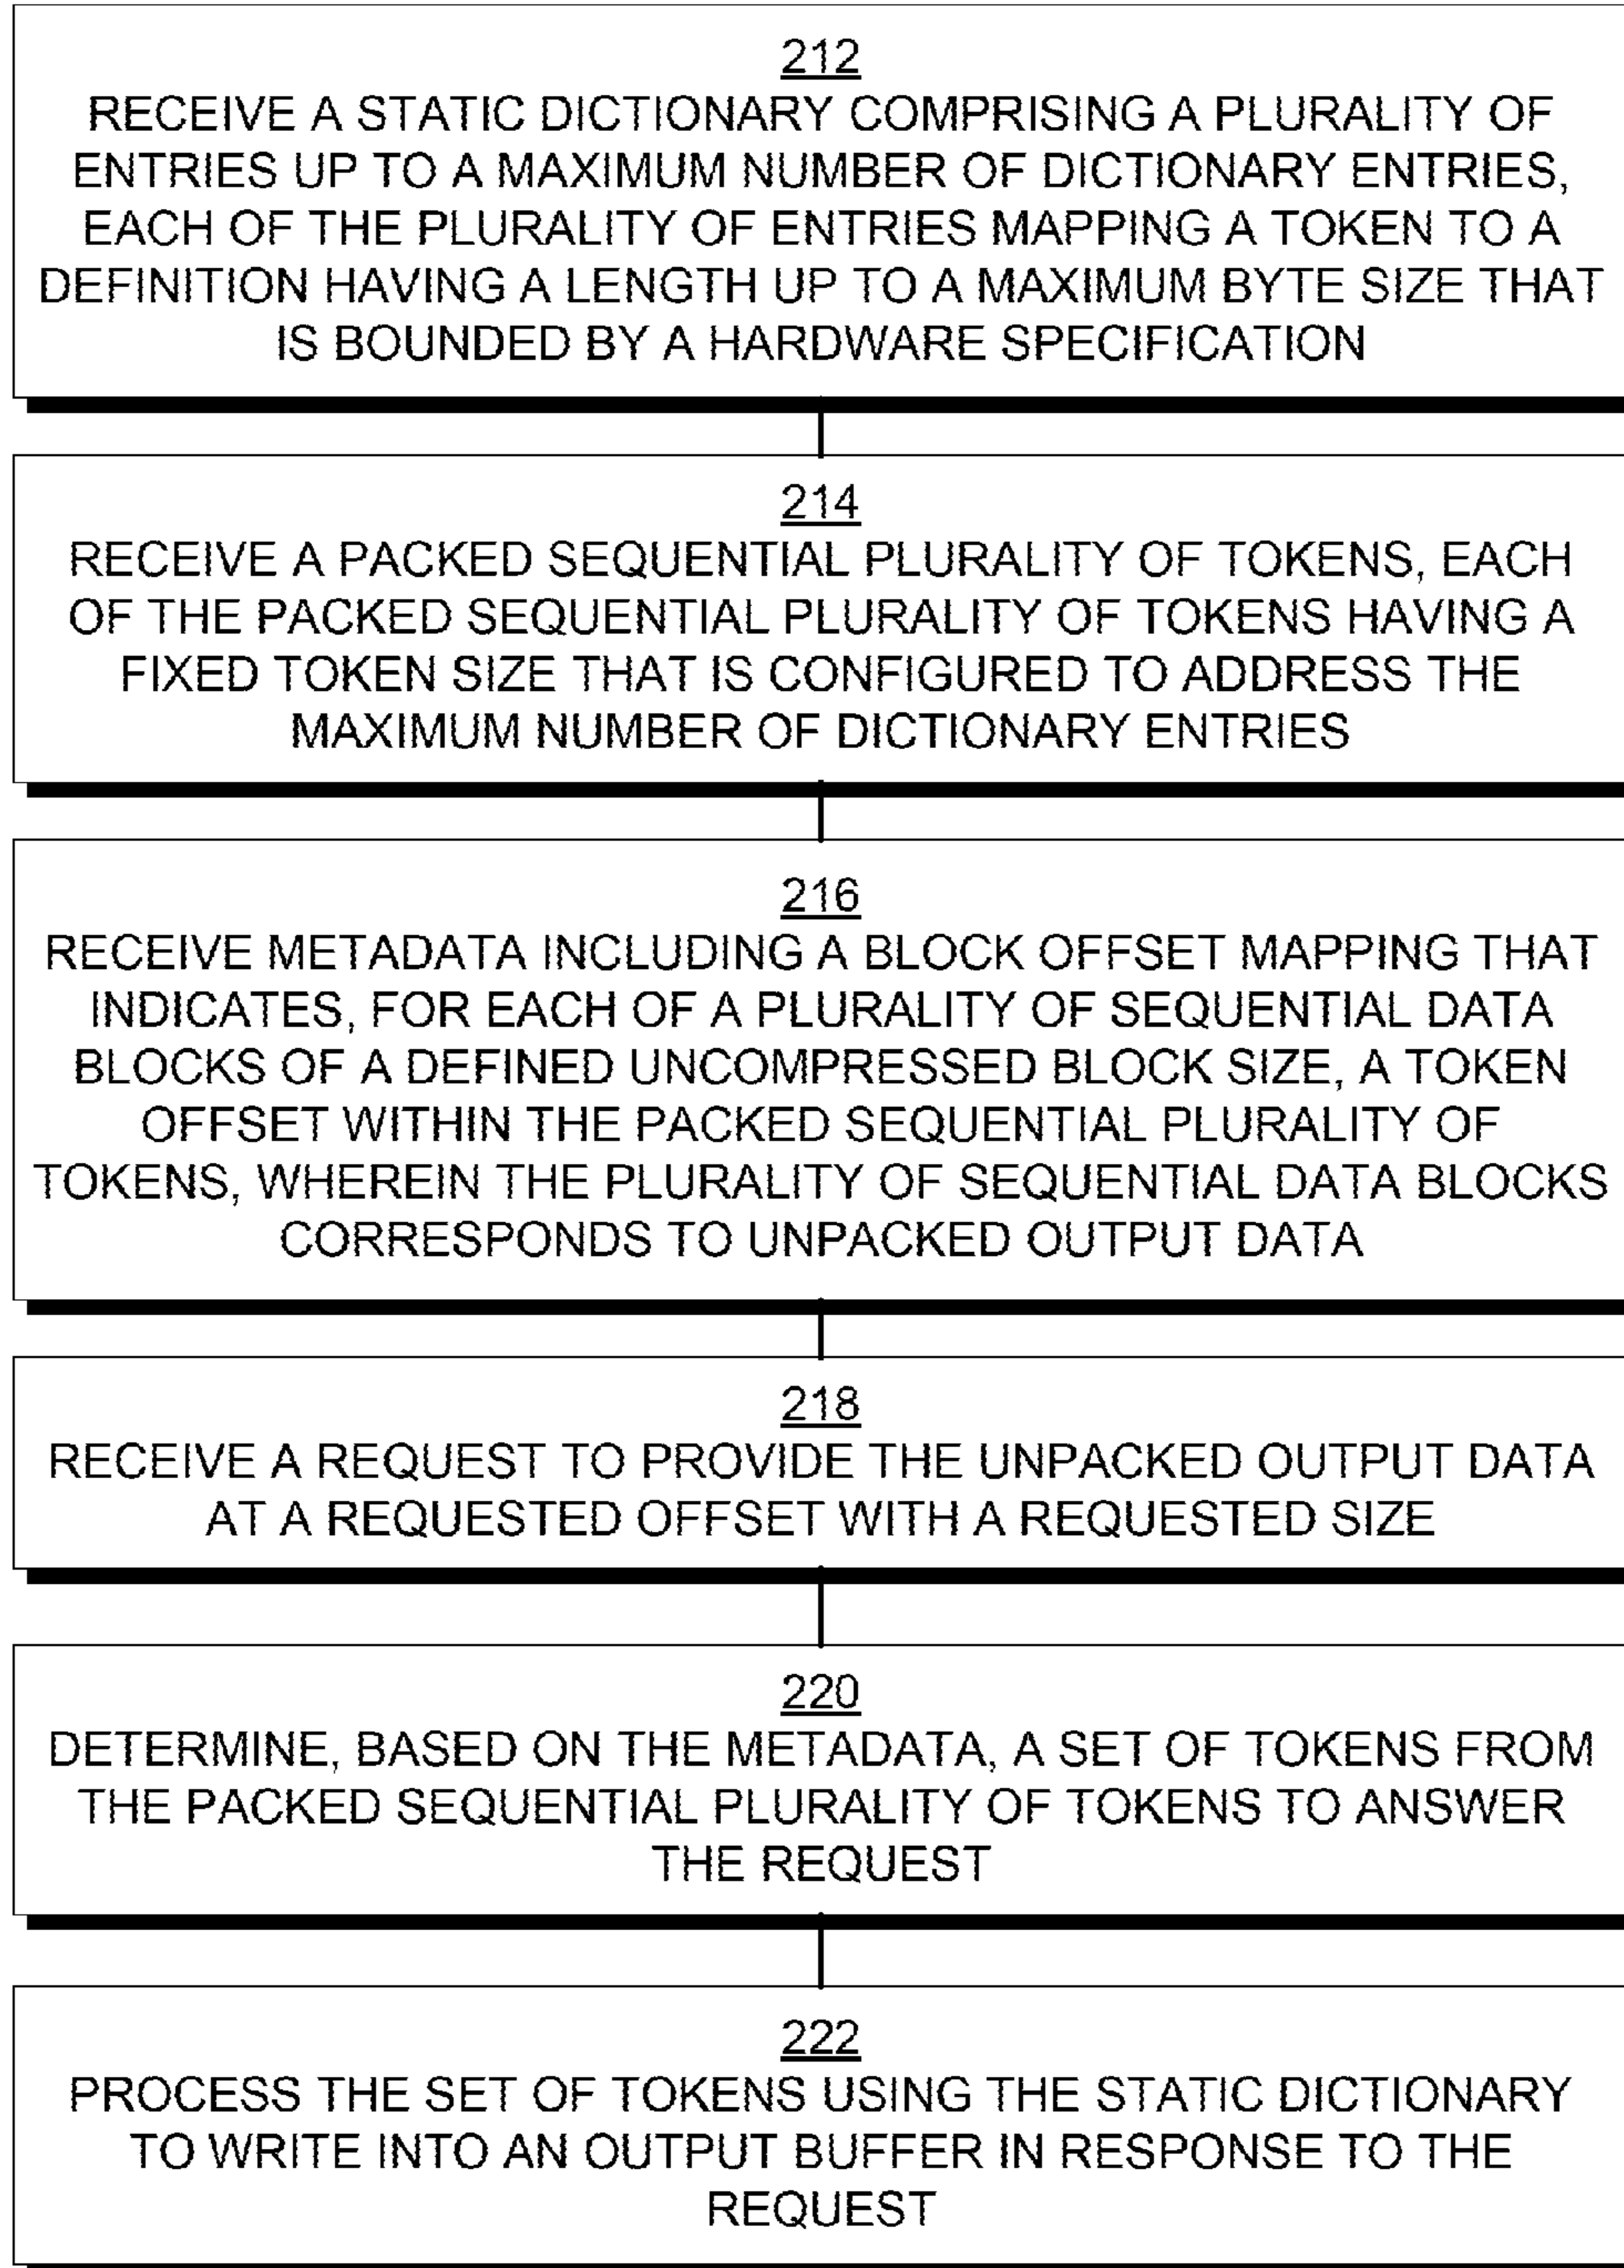 212
RECEIVE A STATIC DICTIONARY COMPRISING A PLURALITY OF
ENTRIES UP TO A MAXIMUM NUMBER OF DICTIONARY ENTRIES,
EACH OF THE PLURALITY OF ENTRIES MAPPING A TOKEN TO A
DEFINITION HAVING A LENGTH UP TO A MAXIMUM BYTE SIZE THAT
IS BOUNDED BY A HARDWARE SPECIFICATION
214
RECEIVE A PACKED SEQUENTIAL PLURALITY OF TOKENS, EACH
OF THE PACKED SEQUENTIAL PLURALITY OF TOKENS HAVING A
FIXED TOKEN SIZE THAT IS CONFIGURED TO ADDRESS THE
MAXIMUM NUMBER OF DICTIONARY ENTRIES
216
RECEIVE METADATA INCLUDING A BLOCK OFFSET MAPPING THAT
INDICATES, FOR EACH OF A PLURALITY OF SEQUENTIAL DATA
BLOCKS OF A DEFINED UNCOMPRESSED BLOCK SIZE, A TOKEN
OFFSET WITHIN THE PACKED SEQUENTIAL PLURALITY OF
TOKENS, WHEREIN THE PLURALITY OF SEQUENTIAL DATA BLOCKS
CORRESPONDS TO UNPACKED OUTPUT DATA
218
RECEIVE A REQUEST TO PROVIDE THE UNPACKED OUTPUT DATA
AT A REQUESTED OFFSET WITH A REQUESTED SIZE
220
DETERMINE, BASED ON THE METADATA, A SET OF TOKENS FROM
THE PACKED SEQUENTIAL PLURALITY OF TOKENS TO ANSWER
THE REQUEST
222
PROCESS THE SET OF TOKENS USING THE STATIC DICTIONARY
TO WRITE INTO AN OUTPUT BUFFER IN RESPONSE TO THE
REQUEST